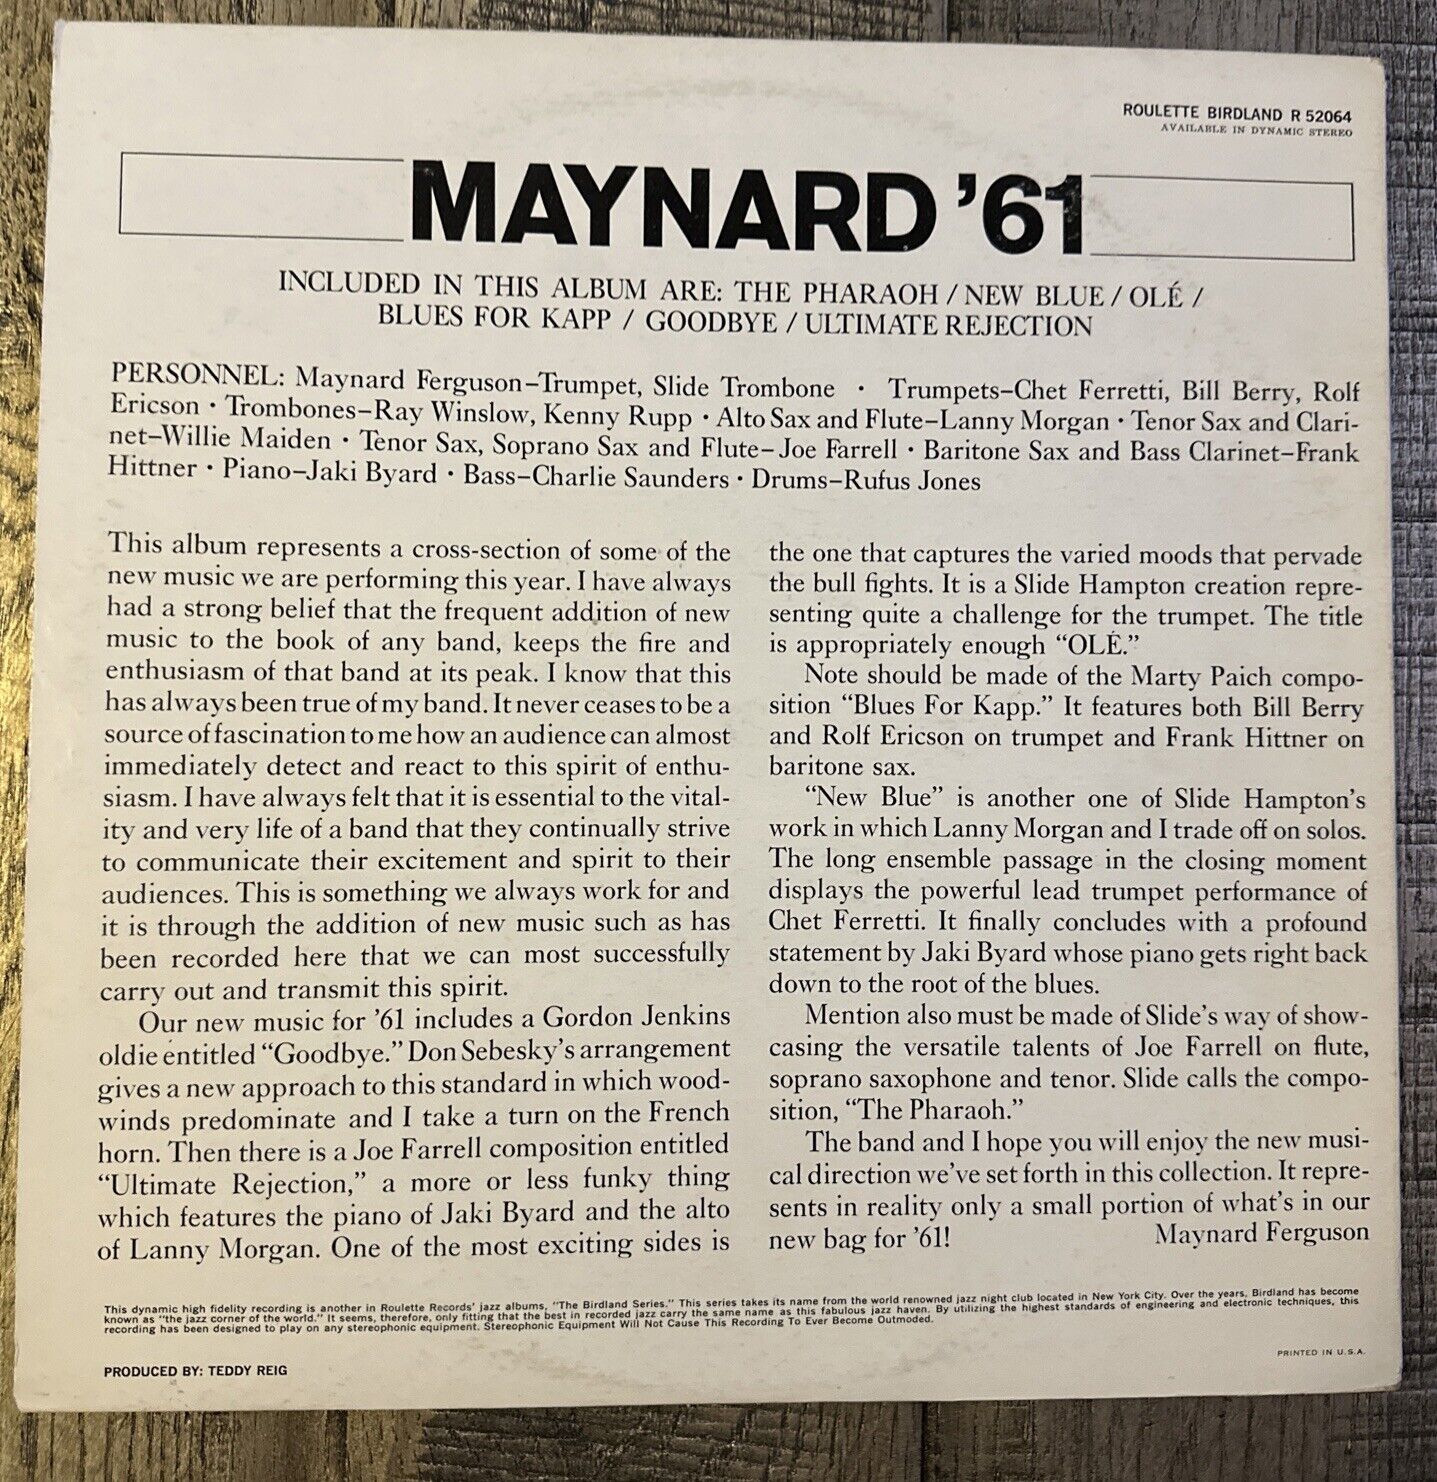 ROULETTE BIRDLAND R 52064
AVAILABLE IN DYNAMIC STEREO
MAYNARD ’61
INCLUDED IN THIS ALBUM ARE: THE PHARAOH / NEW BLUE / OLÉ /
BLUES FOR KAPP / GOODBYE / ULTIMATE REJECTION
PERSONNEL: Maynard Ferguson–Trumpet, Slide Trombone · Trumpets–Chet Ferretti, Bill Berry, Rolf
Ericson · Trombones–Ray Winslow, Kenny Rupp · Alto Sax and Flute–Lanny Morgan · Tenor Sax and Clari-
net–Willie Maiden · Tenor Sax, Soprano Sax and Flute–Joe Farrell · Baritone Sax and Bass Clarinet–Frank
Hittner · Piano–Jaki Byard · Bass–Charlie Saunders · Drums–Rufus Jones
This album represents a cross-section of some of the
new music we are performing this year. I have always
had a strong belief that the frequent addition of new
music to the book of any band, keeps the fire and
enthusiasm of that band at its peak. I know that this
has always been true of my band. It never ceases to be a
source of fascination to me how an audience can almost
immediately detect and react to this spirit of enthu-
siasm. I have always felt that it is essential to the vital-
ity and very life of a band that they continually strive
to communicate their excitement and spirit to their
audiences. This is something we always work for and
it is through the addition of new music such as has
been recorded here that we can most successfully
carry out and transmit this spirit.
Our new music for ’61 includes a Gordon Jenkins
oldie entitled “Goodbye.” Don Sebesky’s arrangement
gives a new approach to this standard in which wood-
winds predominate and I take a turn on the French
horn. Then there is a Joe Farrell composition entitled
“Ultimate Rejection,” a more or less funky thing
which features the piano of Jaki Byard and the alto
of Lanny Morgan. One of the most exciting sides is
the one that captures the varied moods that pervade
the bull fights. It is a Slide Hampton creation repre-
senting quite a challenge for the trumpet. The title
is appropriately enough “OLÉ.”
Note should be made of the Marty Paich compo-
sition “Blues For Kapp.” It features both Bill Berry
and Rolf Ericson on trumpet and Frank Hittner on
baritone sax.
“New Blue” is another one of Slide Hampton’s
work in which Lanny Morgan and I trade off on solos.
The long ensemble passage in the closing moment
displays the powerful lead trumpet performance of
Chet Ferretti. It finally concludes with a profound
statement by Jaki Byard whose piano gets right back
down to the root of the blues.
Mention also must be made of Slide’s way of show-
casing the versatile talents of Joe Farrell on flute,
soprano saxophone and tenor. Slide calls the compo-
sition, “The Pharaoh.”
The band and I hope you will enjoy the new musi-
cal direction we’ve set forth in this collection. It repre-
sents in reality only a small portion of what’s in our
new bag for ’61! Maynard Ferguson
This dynamic high fidelity recording is another in Roulette Records’ jazz albums, “The Birdland Series.” This series takes its name from the world renowned jazz night club located in New York City. Over the years, Birdland has become
known as “the jazz corner of the world.” It seems, therefore, only fitting that the best in recorded jazz carry the same name as this fabulous jazz haven. By utilizing the highest standards of engineering and electronic techniques, this
recording has been designed to play on any stereophonic equipment. Stereophonic Equipment Will Not Cause This Recording To Ever Become Outmoded.
PRINTED IN U.S.A.
PRODUCED BY: TEDDY REIG